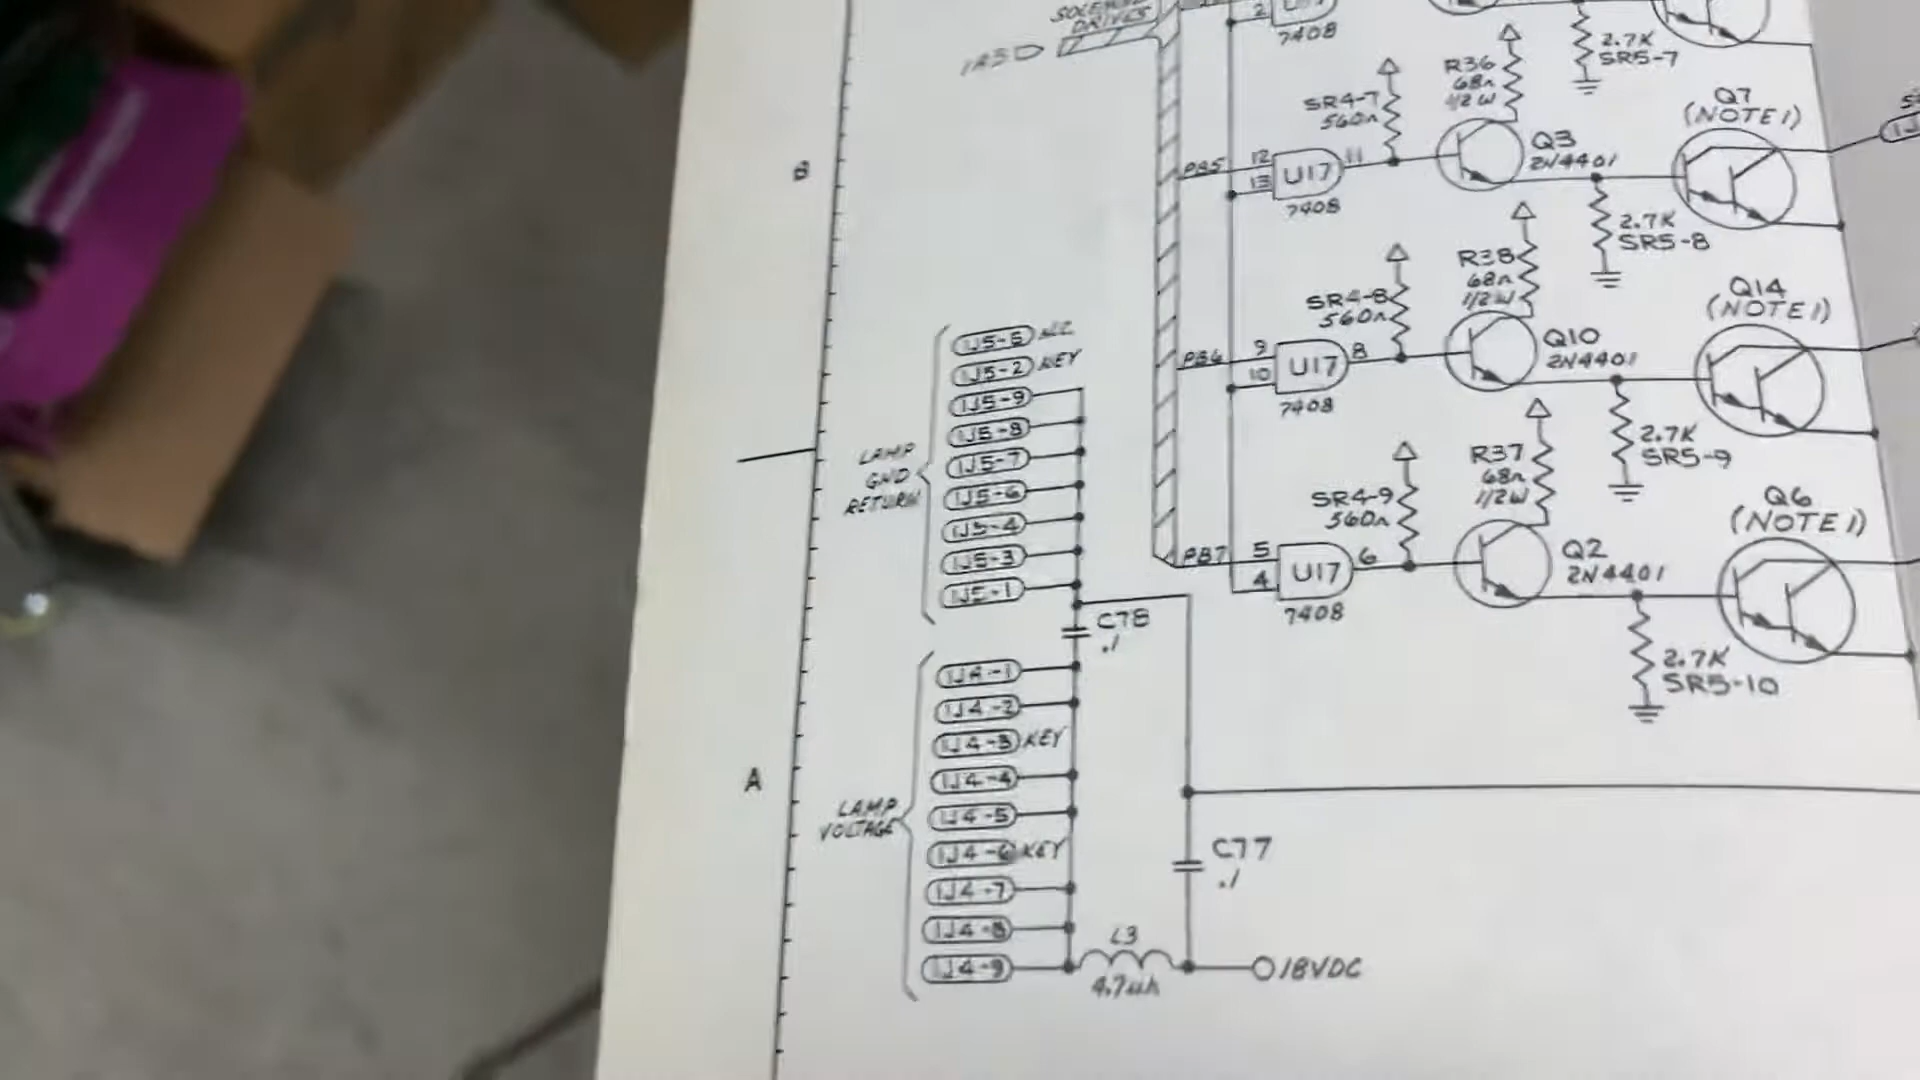 SOLENOID
DRIVES
2
U17
7408
2.7K
SR5-7
R36
68Ω
1/2W
SR4-7
560Ω
Q7
(NOTE 1)
B
PB5
12
13
U17
11
7408
Q3
2N4401
2.7K
SR5-8
R38
68Ω
1/2W
SR4-8
560Ω
Q14
(NOTE 1)
PB6
9
10
U17
8
7408
Q10
2N4401
2.7K
SR5-9
R37
68Ω
1/2W
SR4-9
560Ω
Q6
(NOTE 1)
PB7
5
4
U17
6
7408
Q2
2N4401
2.7K
SR5-10
LAMP
GND
RETURN
1J5-5
1J5-2 KEY
1J5-9
1J5-8
1J5-7
1J5-6
1J5-4
1J5-3
1J5-1
C78
.1
A
LAMP
VOLTAGE
1J4-1
1J4-2
1J4-3 KEY
1J4-4
1J4-5
1J4-6 KEY
1J4-7
1J4-8
1J4-9
C77
.1
L3
4.7uh
18VDC